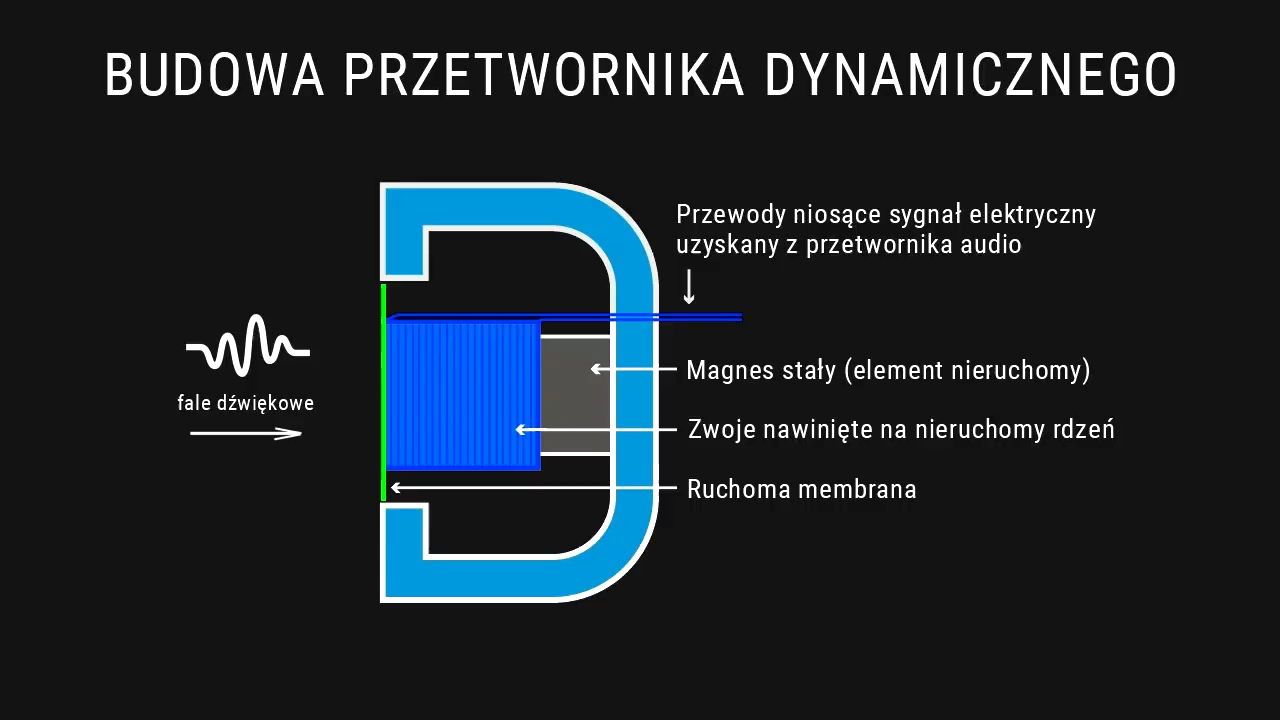 BUDOWA PRZETWORNIKA DYNAMICZNEGO
Przewody niosące sygnał elektryczny
uzyskany z przetwornika audio
fale dźwiękowe
Magnes stały (element nieruchomy)
Zwoje nawinięte na nieruchomy rdzeń
Ruchoma membrana